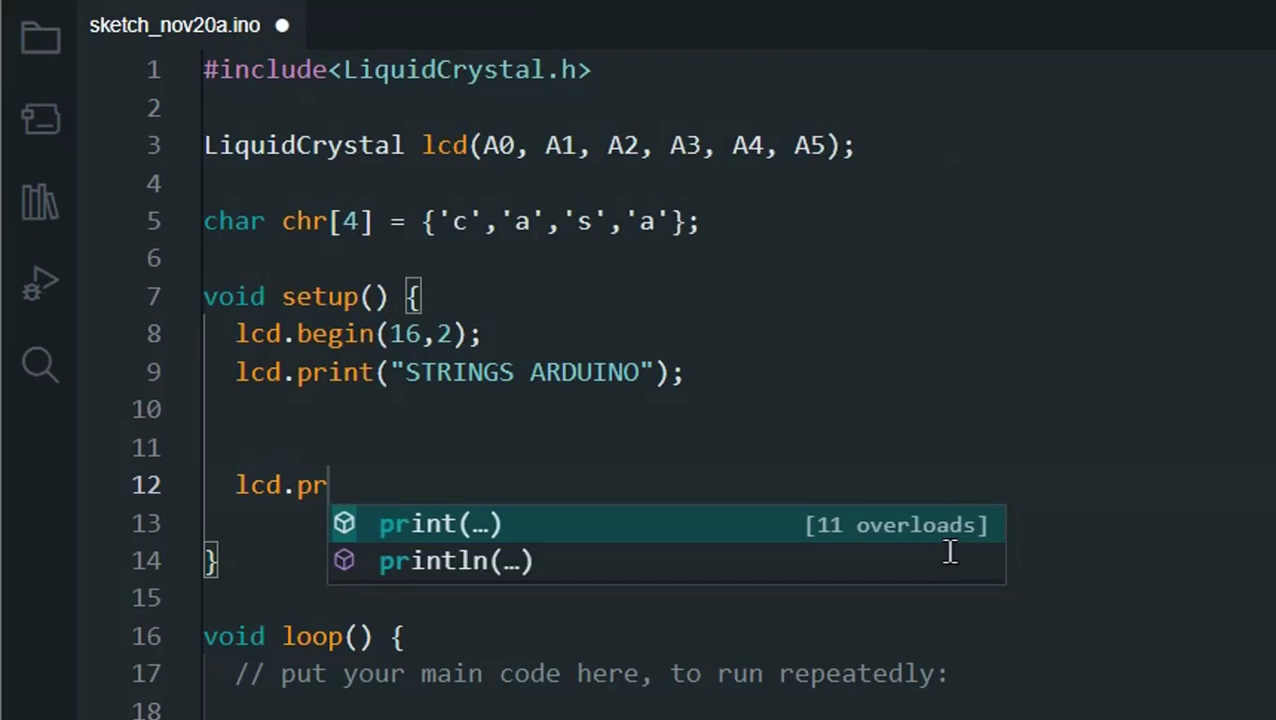 sketch_nov20a.ino
1 #include<LiquidCrystal.h>
2
3 LiquidCrystal lcd(A0, A1, A2, A3, A4, A5);
4
5 char chr[4] = {'c','a','s','a'};
6
7 void setup() {
8 lcd.begin(16,2);
9 lcd.print("STRINGS ARDUINO");
10
11
12 lcd.pr
13 print(…) [11 overloads]
14 } println(…)
15
16 void loop() {
17 // put your main code here, to run repeatedly:
18